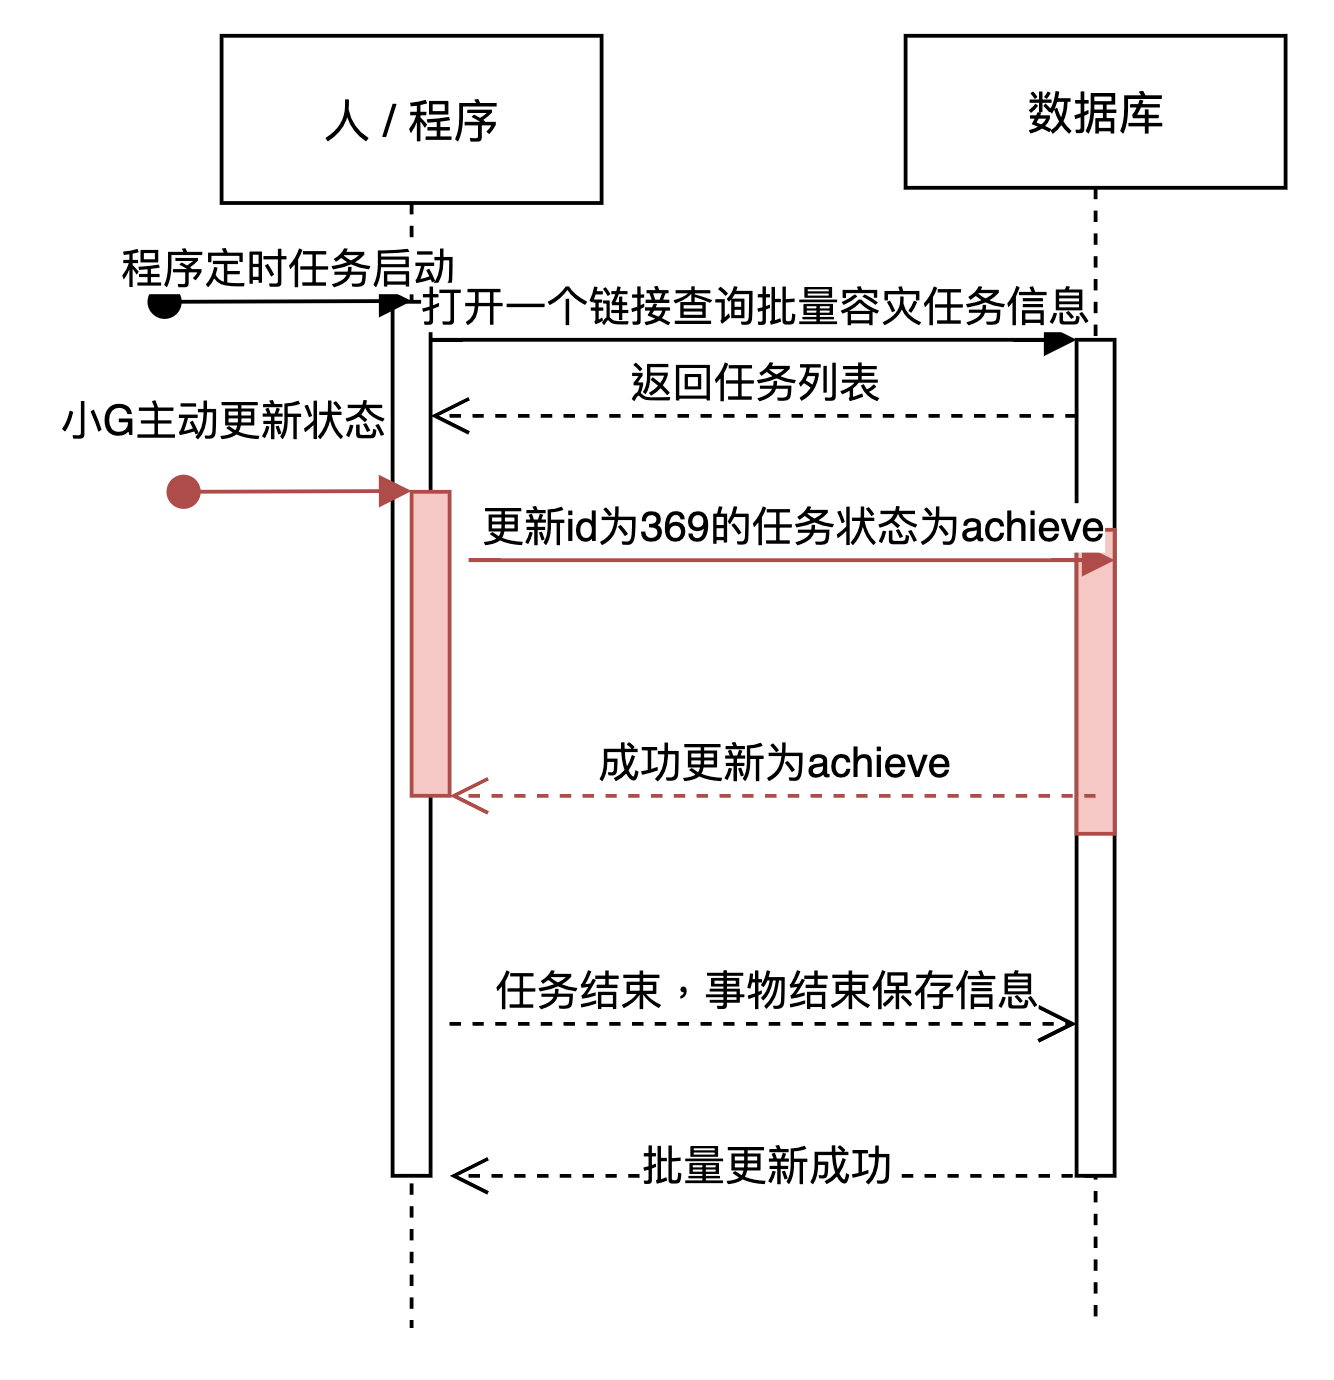 人 / 程序
数据库
程序定时任务启动
打开一个链接查询批量容灾任务信息
返回任务列表
小G主动更新状态
更新id为369的任务状态为achieve
成功更新为achieve
任务结束，事物结束保存信息
批量更新成功